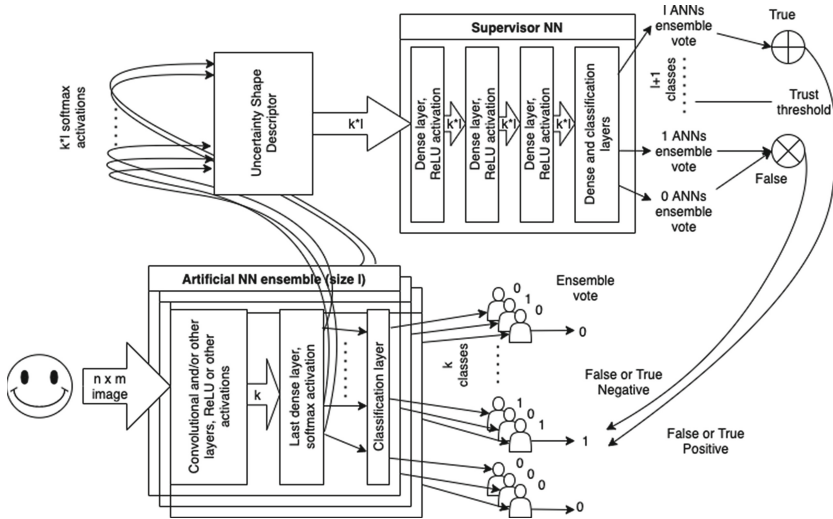 Supervisor NN
Dense layer,
ReLU activation
k*l
Dense layer,
ReLU activation
k*l
Dense layer,
ReLU activation
k*l
Dense and classification
layers
l ANNs
ensemble
vote
l+1
classes
1 ANNs
ensemble
vote
0 ANNs
ensemble
vote
True
Trust
threshold
False
k*l softmax
activations
Uncertainty Shape
Descriptor
k*l
Artificial NN ensemble (size l)
n x m
image
Convolutional and/or other
layers, ReLU or other
activations
k
Last dense layer,
softmax activation
Classification layer
Ensemble
vote
0
1
0
0
k
classes
1
0
1
1
0
0
0
0
False or True
Negative
False or True
Positive